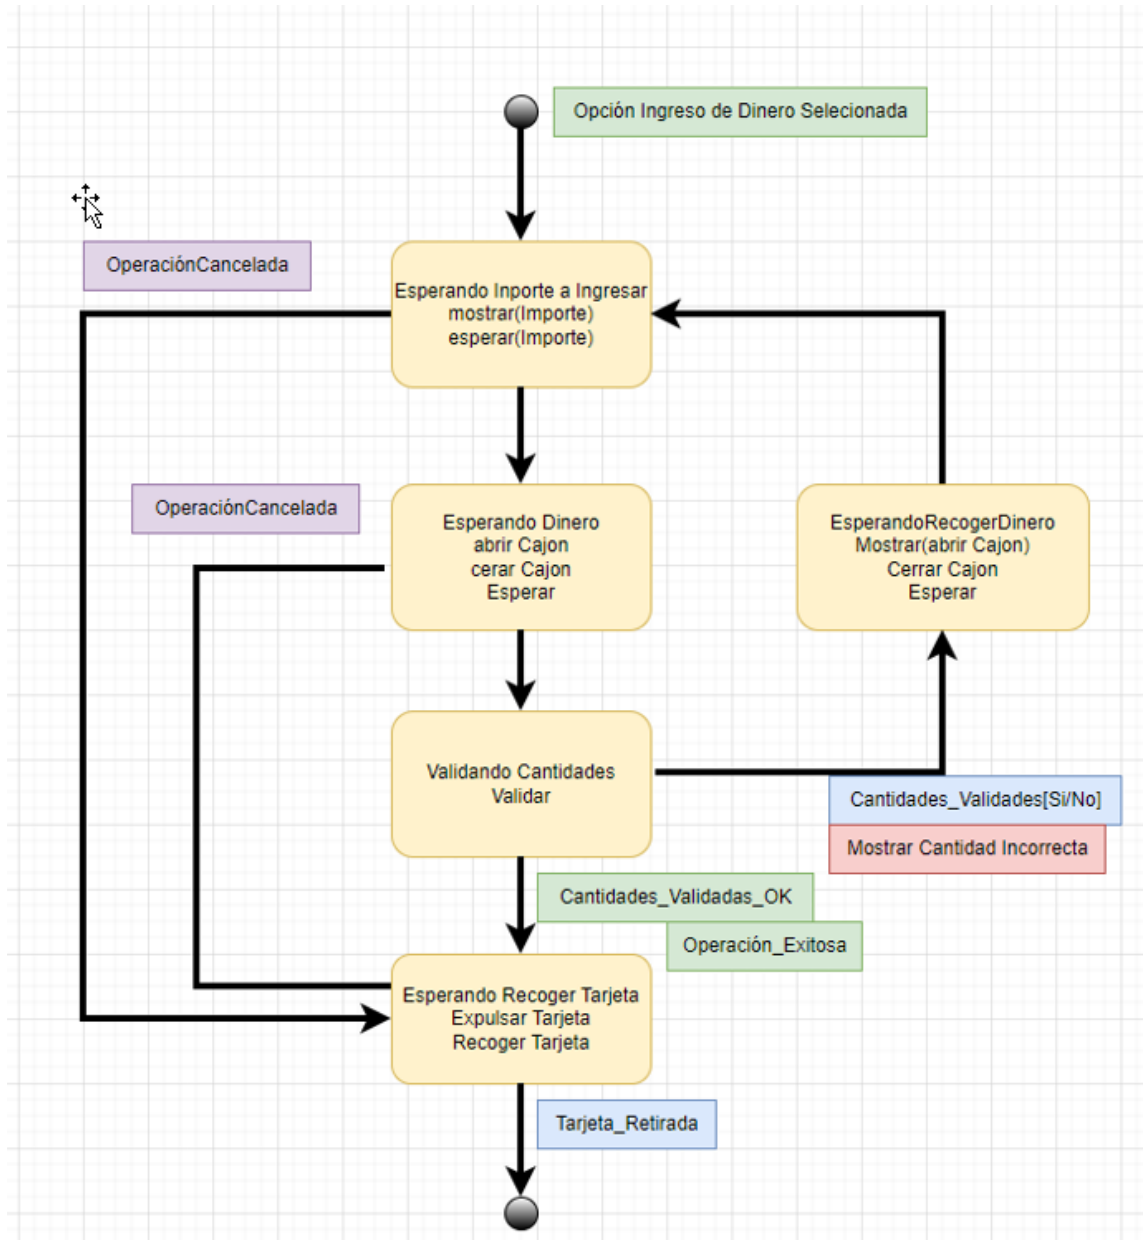 Opción Ingreso de Dinero Selecionada
OperaciónCancelada
Esperando Inporte a Ingresar
mostrar(Importe)
esperar(Importe)
OperaciónCancelada
Esperando Dinero
abrir Cajon
cerar Cajon
Esperar
EsperandoRecogerDinero
Mostrar(abrir Cajon)
Cerrar Cajon
Esperar
Validando Cantidades
Validar
Cantidades_Validades[Si/No]
Mostrar Cantidad Incorrecta
Cantidades_Validadas_OK
Operación_Exitosa
Esperando Recoger Tarjeta
Expulsar Tarjeta
Recoger Tarjeta
Tarjeta_Retirada